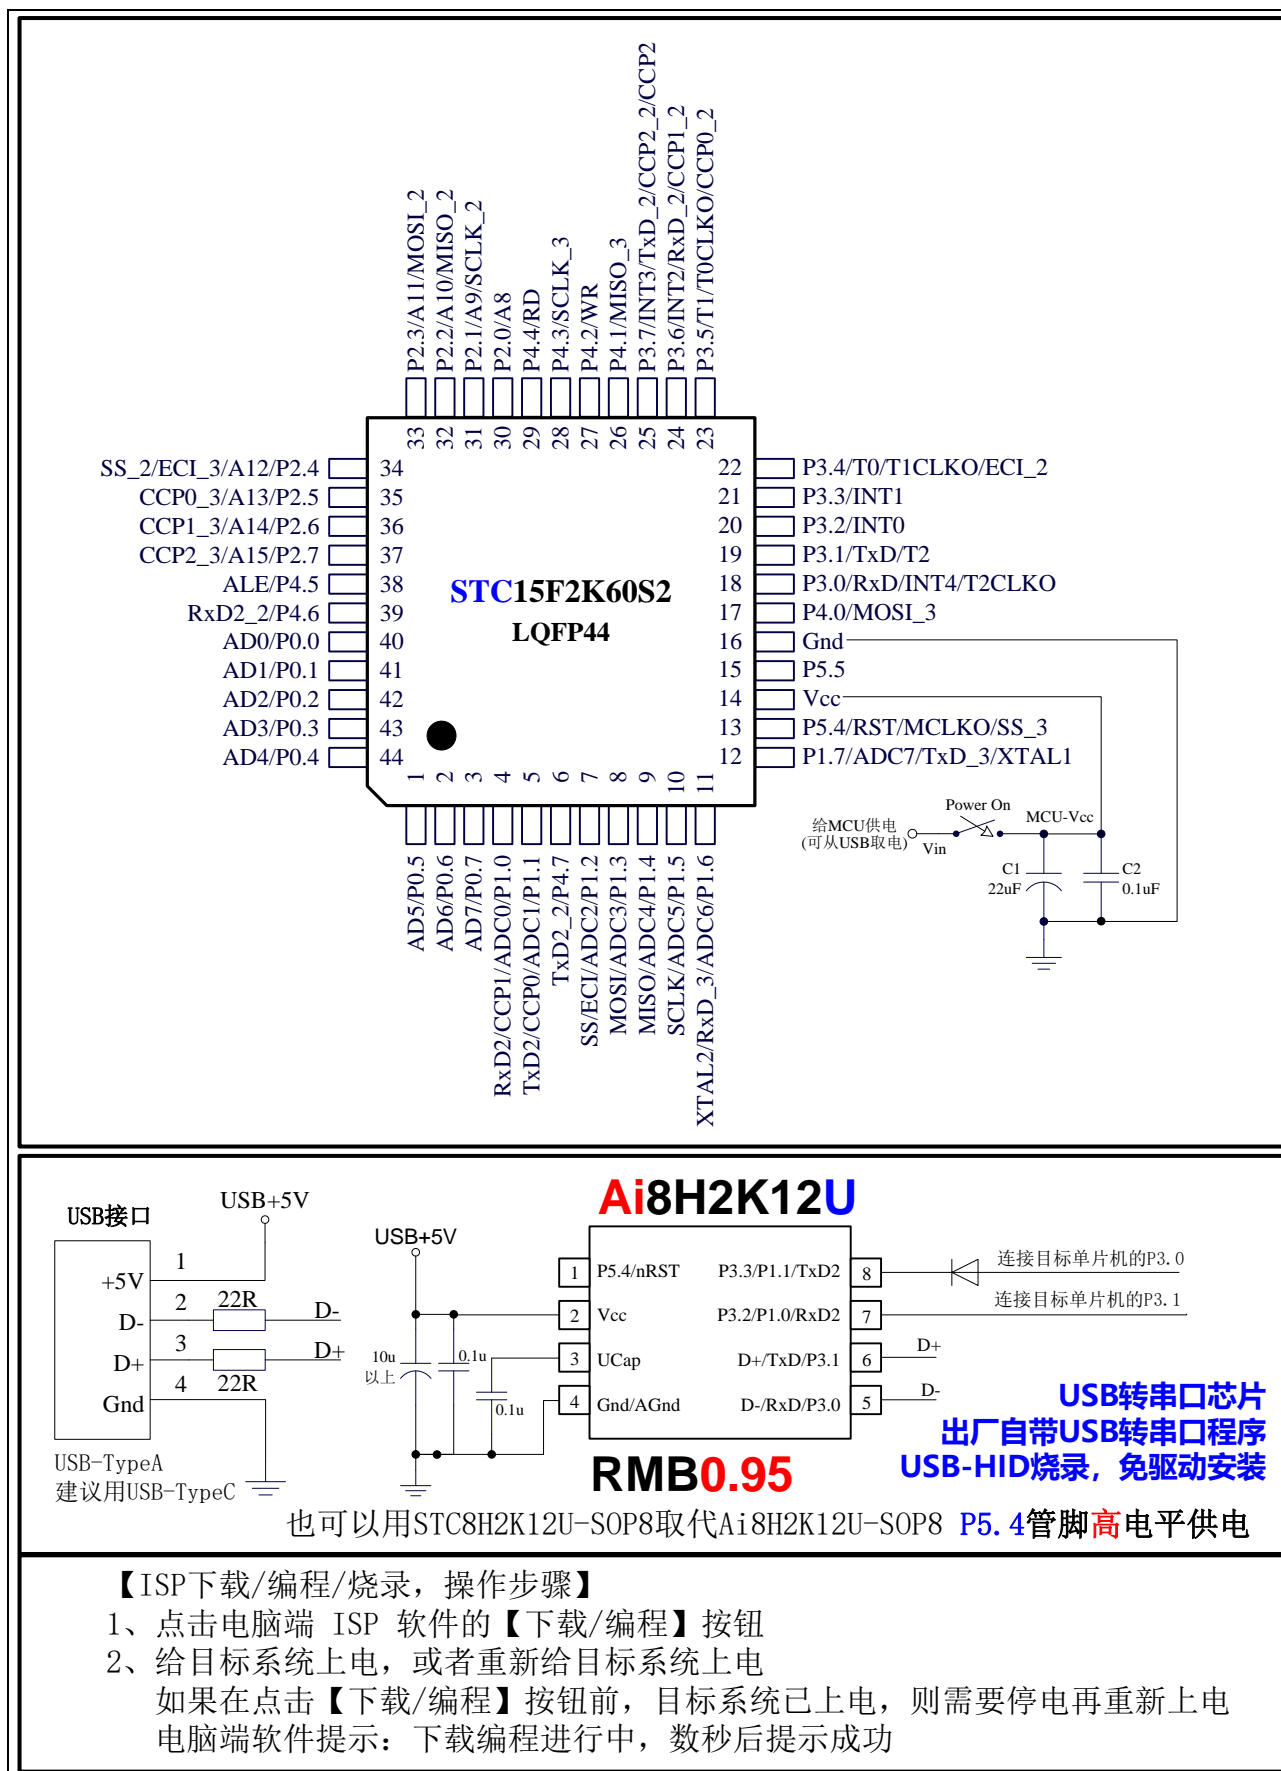 P2.3/A11/MOSI_2
P2.2/A10/MISO_2
P2.1/A9/SCLK_2
P2.0/A8
P4.4/RD
P4.3/SCLK_3
P4.2/WR
P4.1/MISO_3
P3.7/INT3/TxD_2/CCP2_2/CCP2
P3.6/INT2/RxD_2/CCP1_2
P3.5/T1/T0CLKO/CCP0_2
33 32 31 30 29 28 27 26 25 24 23
SS_2/ECI_3/A12/P2.4 34
CCP0_3/A13/P2.5 35
CCP1_3/A14/P2.6 36
CCP2_3/A15/P2.7 37
ALE/P4.5 38
RxD2_2/P4.6 39
AD0/P0.0 40
AD1/P0.1 41
AD2/P0.2 42
AD3/P0.3 43
AD4/P0.4 44
STC15F2K60S2
LQFP44
22 P3.4/T0/T1CLKO/ECI_2
21 P3.3/INT1
20 P3.2/INT0
19 P3.1/TxD/T2
18 P3.0/RxD/INT4/T2CLKO
17 P4.0/MOSI_3
16 Gnd
15 P5.5
14 Vcc
13 P5.4/RST/MCLKO/SS_3
12 P1.7/ADC7/TxD_3/XTAL1
1 2 3 4 5 6 7 8 9 10 11
AD5/P0.5
AD6/P0.6
AD7/P0.7
RxD2/CCP1/ADC0/P1.0
TxD2/CCP0/ADC1/P1.1
TxD2_2/P4.7
SS/ECI/ADC2/P1.2
MOSI/ADC3/P1.3
MISO/ADC4/P1.4
SCLK/ADC5/P1.5
XTAL2/RxD_3/ADC6/P1.6
Power On
MCU-Vcc
给MCU供电
(可从USB取电)
Vin
C1
22uF
C2
0.1uF
USB接口
USB+5V
+5V 1
D- 2 22R D-
D+ 3 22R D+
Gnd 4
USB-TypeA
建议用USB-TypeC
USB+5V
10u
以上
0.1u
0.1u
Ai8H2K12U
1 P5.4/nRST P3.3/P1.1/TxD2 8
2 Vcc P3.2/P1.0/RxD2 7
3 UCap D+/TxD/P3.1 6
4 Gnd/AGnd D-/RxD/P3.0 5
连接目标单片机的P3.0
连接目标单片机的P3.1
D+
D-
RMB0.95
USB转串口芯片
出厂自带USB转串口程序
USB-HID烧录，免驱动安装
也可以用STC8H2K12U-SOP8取代Ai8H2K12U-SOP8 P5.4管脚高电平供电
【ISP下载/编程/烧录，操作步骤】
1、点击电脑端 ISP 软件的【下载/编程】按钮
2、给目标系统上电，或者重新给目标系统上电
如果在点击【下载/编程】按钮前，目标系统已上电，则需要停电再重新上电
电脑端软件提示：下载编程进行中，数秒后提示成功